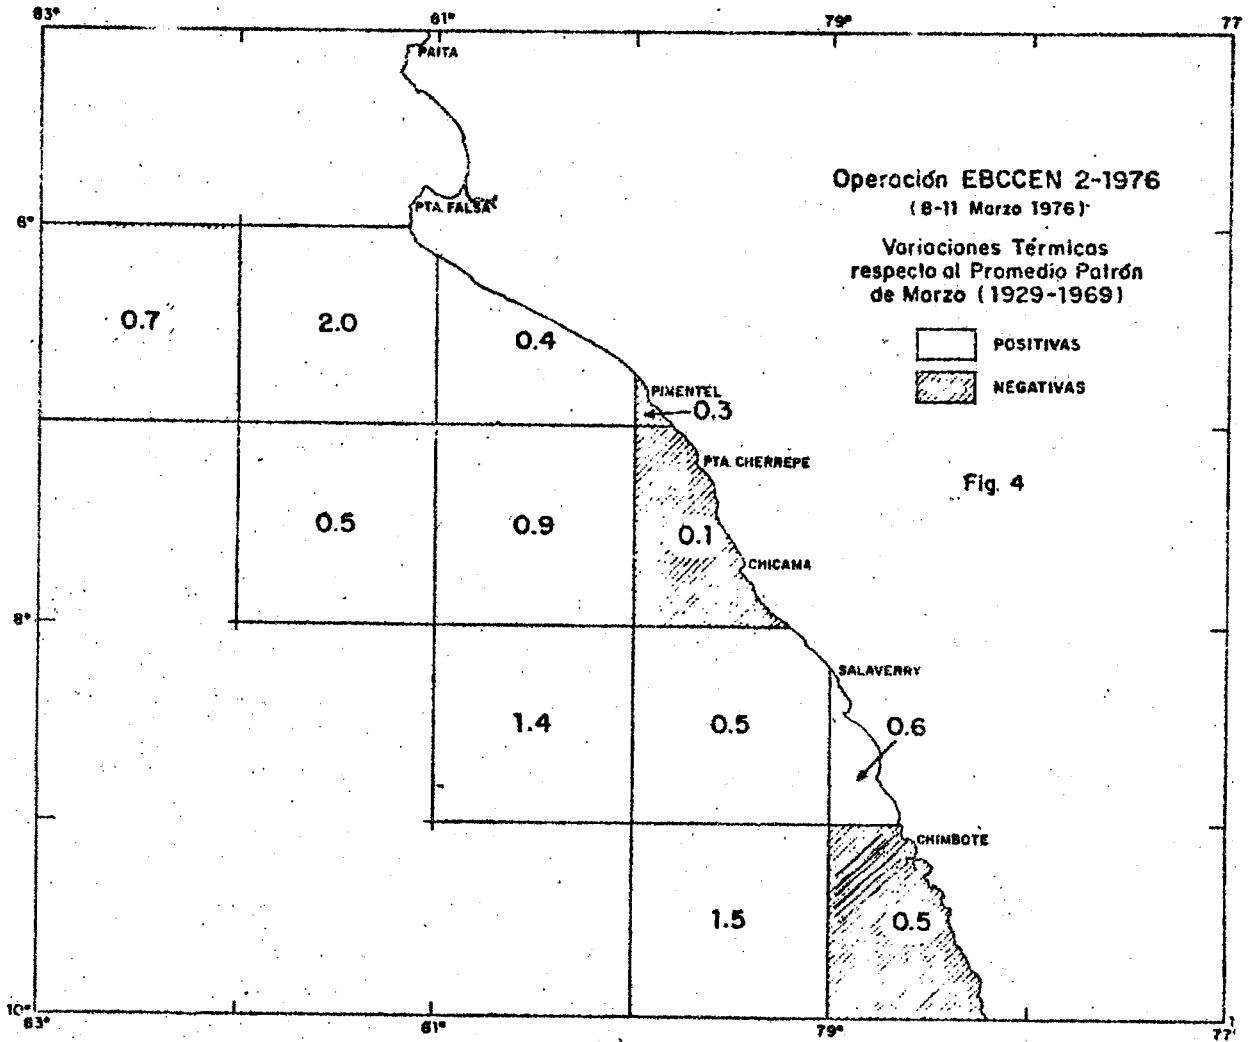 83° 81° 79° 77
PAITA
PTA. FALSA
6°
Operación EBCCEN 2-1976
(8-11 Marzo 1976)
Variaciones Térmicas
respecto al Promedio Patrón
de Marzo (1929-1969)
POSITIVAS
NEGATIVAS
Fig. 4
0.7 2.0 0.4
PIMENTEL
0.3
PTA. CHERREPE
0.5 0.9 0.1
CHICAMA
8°
SALAVERRY
1.4 0.5 0.6
CHIMBOTE
1.5 0.5
10°
83° 81° 79° 77°